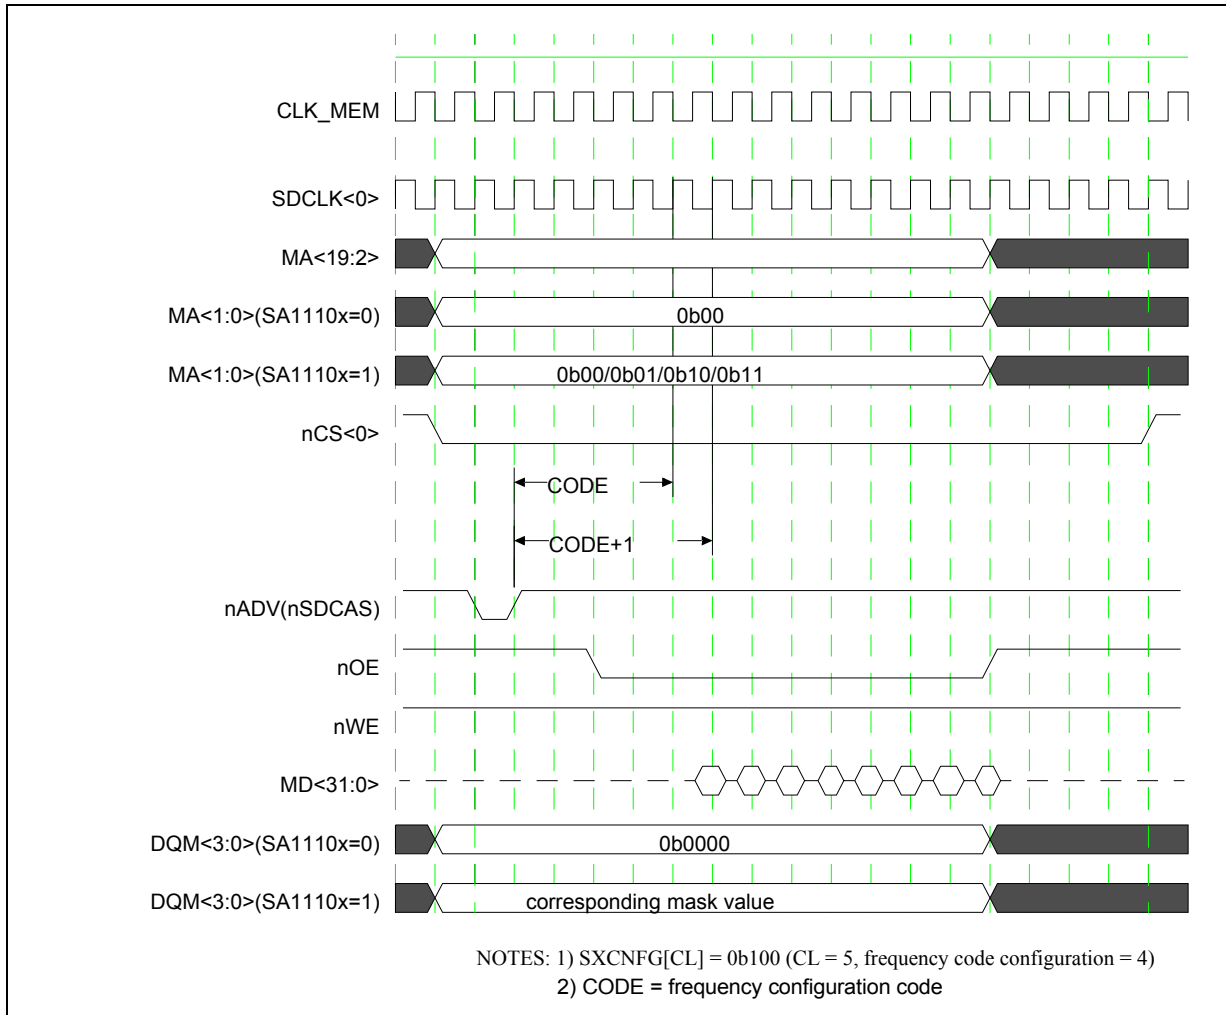 CLK_MEM
SDCLK<0>
MA<19:2>
MA<1:0>(SA1110x=0)
0b00
MA<1:0>(SA1110x=1)
0b00/0b01/0b10/0b11
nCS<0>
CODE
CODE+1
nADV(nSDCAS)
nOE
nWE
MD<31:0>
DQM<3:0>(SA1110x=0)
0b0000
DQM<3:0>(SA1110x=1)
corresponding mask value
NOTES: 1) SXCNFG[CL] = 0b100 (CL = 5, frequency code configuration = 4)
2) CODE = frequency configuration code